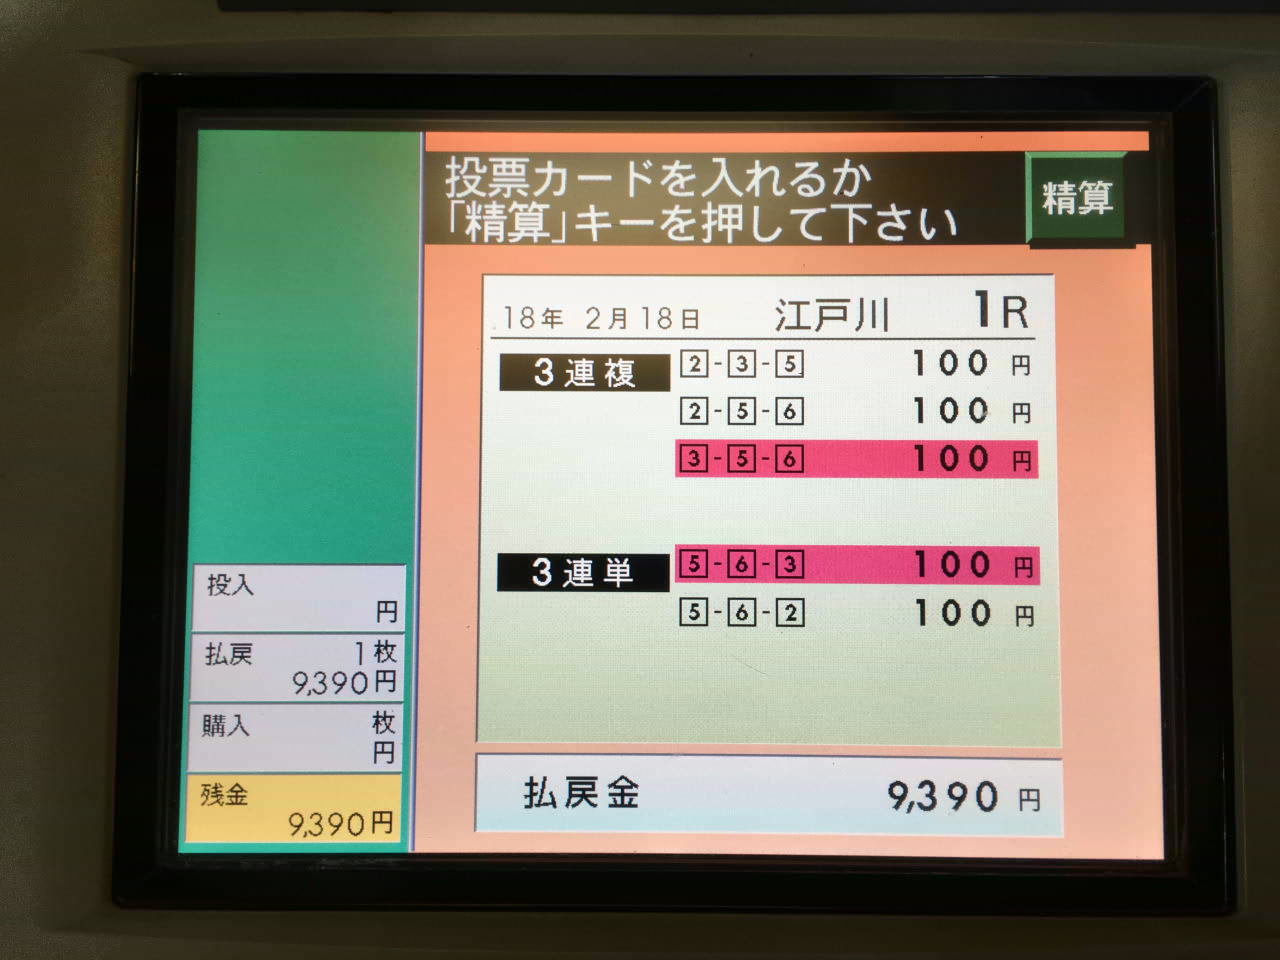 投票カードを入れるか
「精算」キーを押して下さい
精算
18年 2月18日 江戸川 1R
3連複 2-3-5 100 円
2-5-6 100 円
3-5-6 100 円
3連単 5-6-3 100 円
5-6-2 100 円
払戻金 9,390 円
投入
円
払戻 1枚
9,390円
購入 枚
円
残金
9,390円